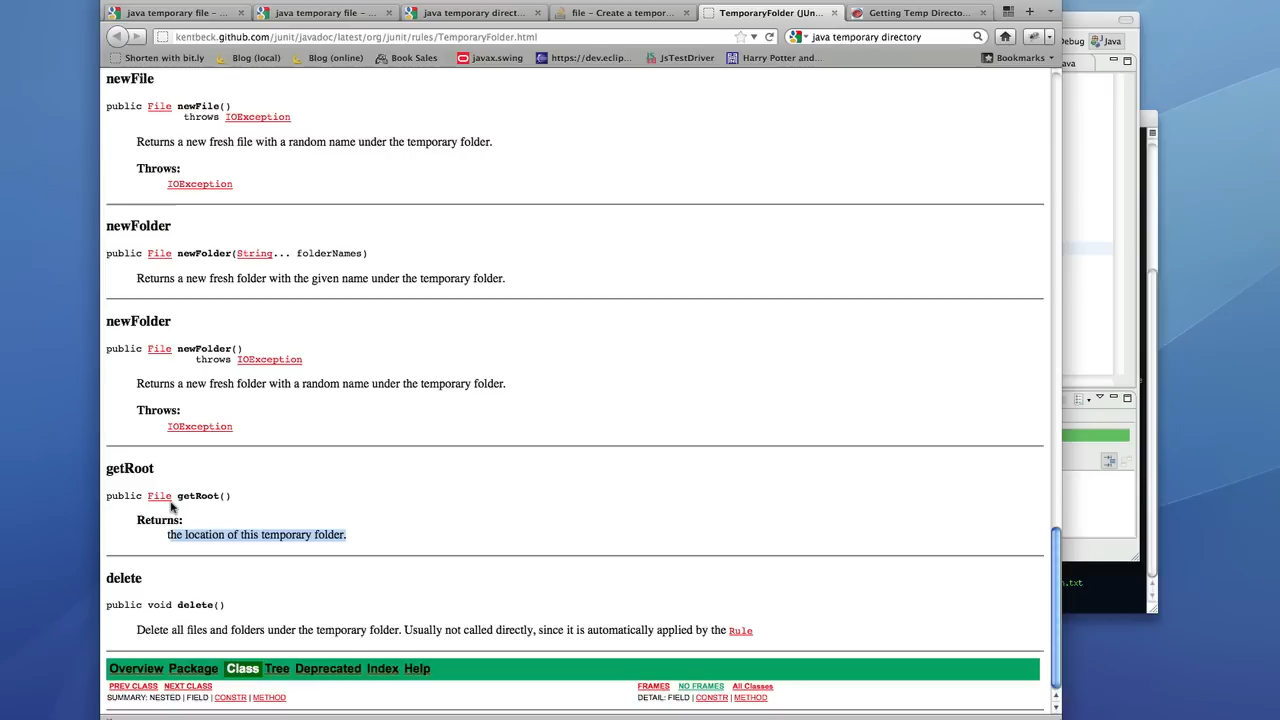 java temporary file – ...
java temporary file – ...
java temporary direct...
file – Create a tempor...
TemporaryFolder (JUn...
Getting Temp Directo...
kentbeck.github.com/junit/javadoc/latest/org/junit/rules/TemporaryFolder.html
java temporary directory
Shorten with bit.ly
Blog (local)
Blog (online)
Book Sales
javax.swing
https://dev.eclip...
JsTestDriver
Harry Potter and...
Bookmarks
ebug
Java
ava
newFile
public File newFile()
throws IOException
Returns a new fresh file with a random name under the temporary folder.
Throws:
IOException
newFolder
public File newFolder(String... folderNames)
Returns a new fresh folder with the given name under the temporary folder.
newFolder
public File newFolder()
throws IOException
Returns a new fresh folder with a random name under the temporary folder.
Throws:
IOException
getRoot
public File getRoot()
Returns:
the location of this temporary folder.
delete
public void delete()
Delete all files and folders under the temporary folder. Usually not called directly, since it is automatically applied by the Rule
n.txt
Overview Package Class Tree Deprecated Index Help
PREV CLASS NEXT CLASS
FRAMES NO FRAMES All Classes
SUMMARY: NESTED | FIELD | CONSTR | METHOD
DETAIL: FIELD | CONSTR | METHOD